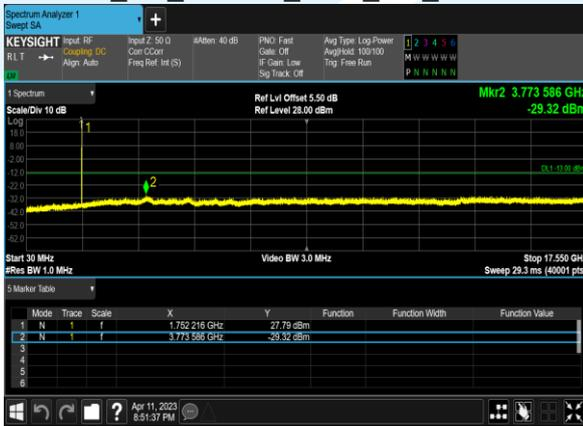 Spectrum Analyzer 1
Swept SA
+
KEYSIGHT Input: RF Input Z: 50 Ω #Atten: 40 dB PNO: Fast Avg Type: Log-Power 1 2 3 4 5 6
RLT Coupling: DC Corr CCorr Gate: Off Avg|Hold: 100/100 M W W W W W
Align: Auto Freq Ref: Int (S) IF Gain: Low Trig: Free Run
Sig Track: Off P N N N N N
1 Spectrum Ref Lvl Offset 5.50 dB Mkr2 3.773 586 GHz
Scale/Div 10 dB Ref Level 28.00 dBm -29.32 dBm
Log
1
18.0
8.00
-2.00
DL1 -13.00 dBm
-12.0
-22.0
2
-32.0
-42.0
-52.0
-62.0
Start 30 MHz Video BW 3.0 MHz Stop 17.550 GH
#Res BW 1.0 MHz Sweep 29.3 ms (40001 pts
5 Marker Table
Mode Trace Scale X Y Function Function Width Function Value
1 N 1 f 1.752 216 GHz 27.79 dBm
2 N 1 f 3.773 586 GHz -29.32 dBm
3
4
5
6
? Apr 11, 2023
8:51:37 PM